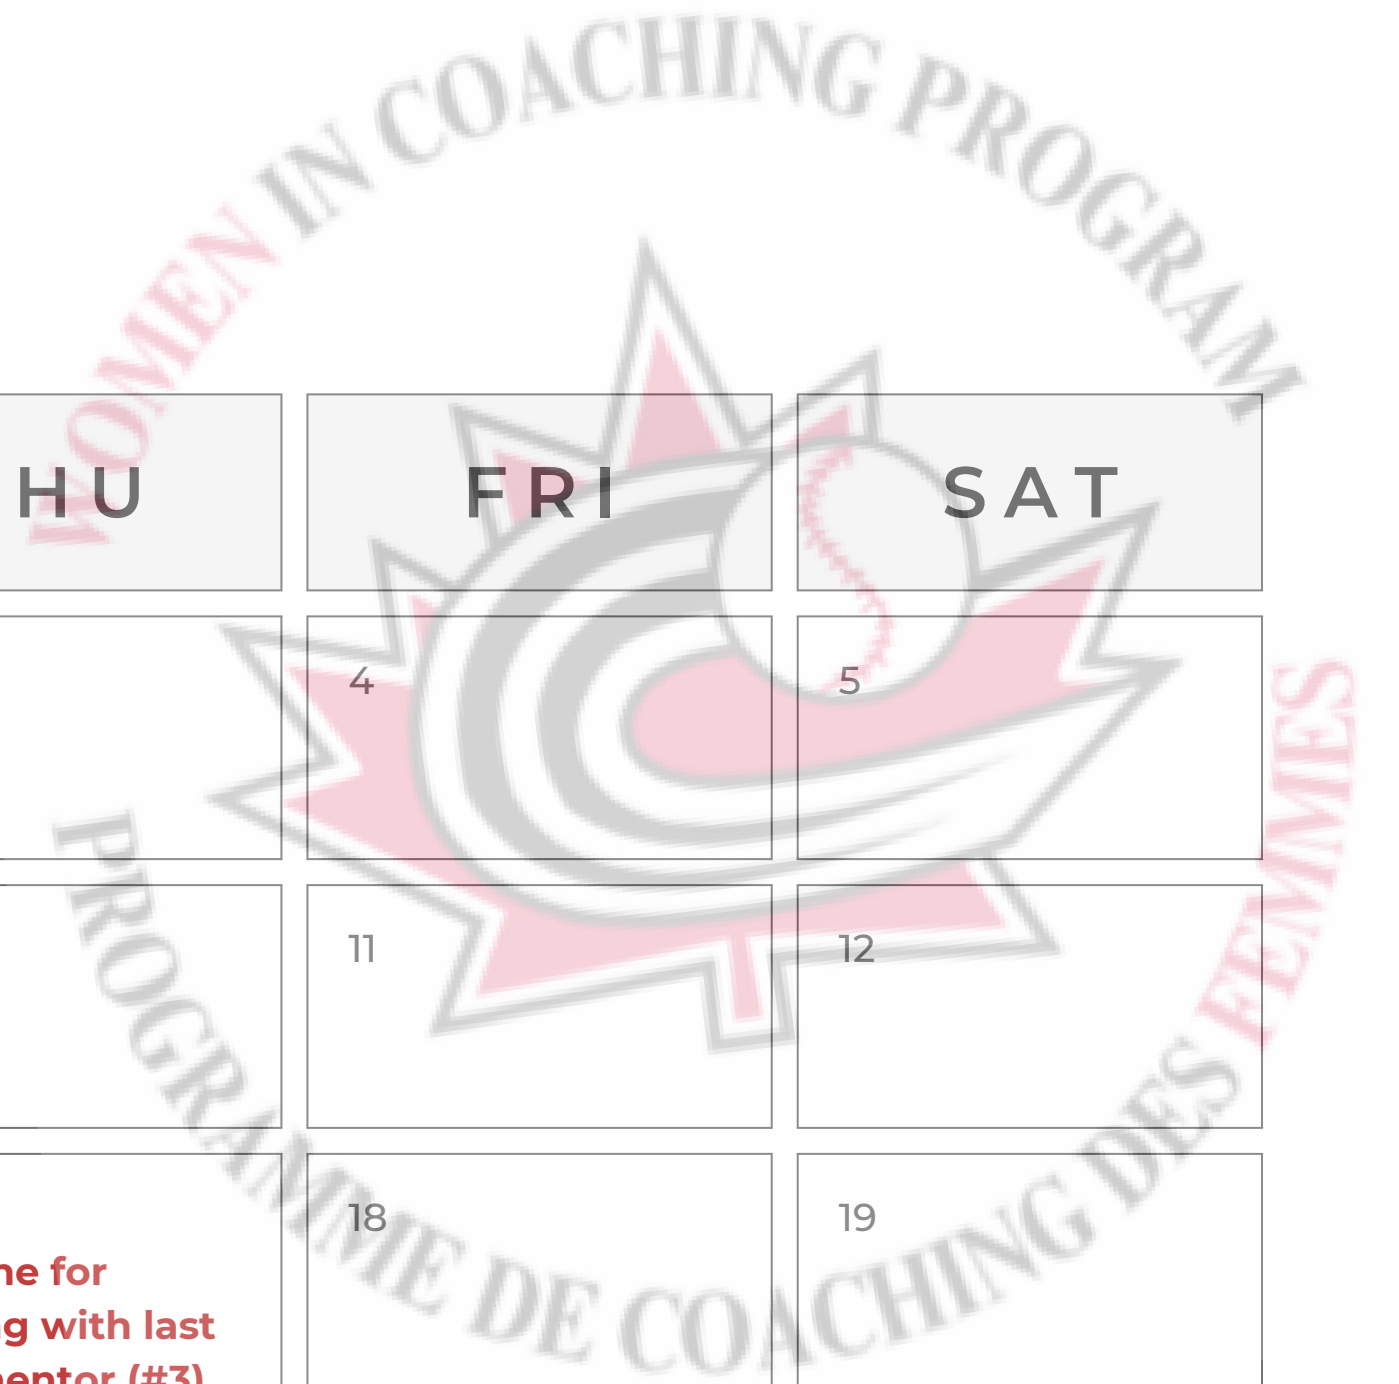 WOMEN IN COACHING PROGRAM
HU
FRI
SAT
4
5
11
12
18
19
for
with last
(#3)
PROGRAMME DE COACHING DES FEMMES